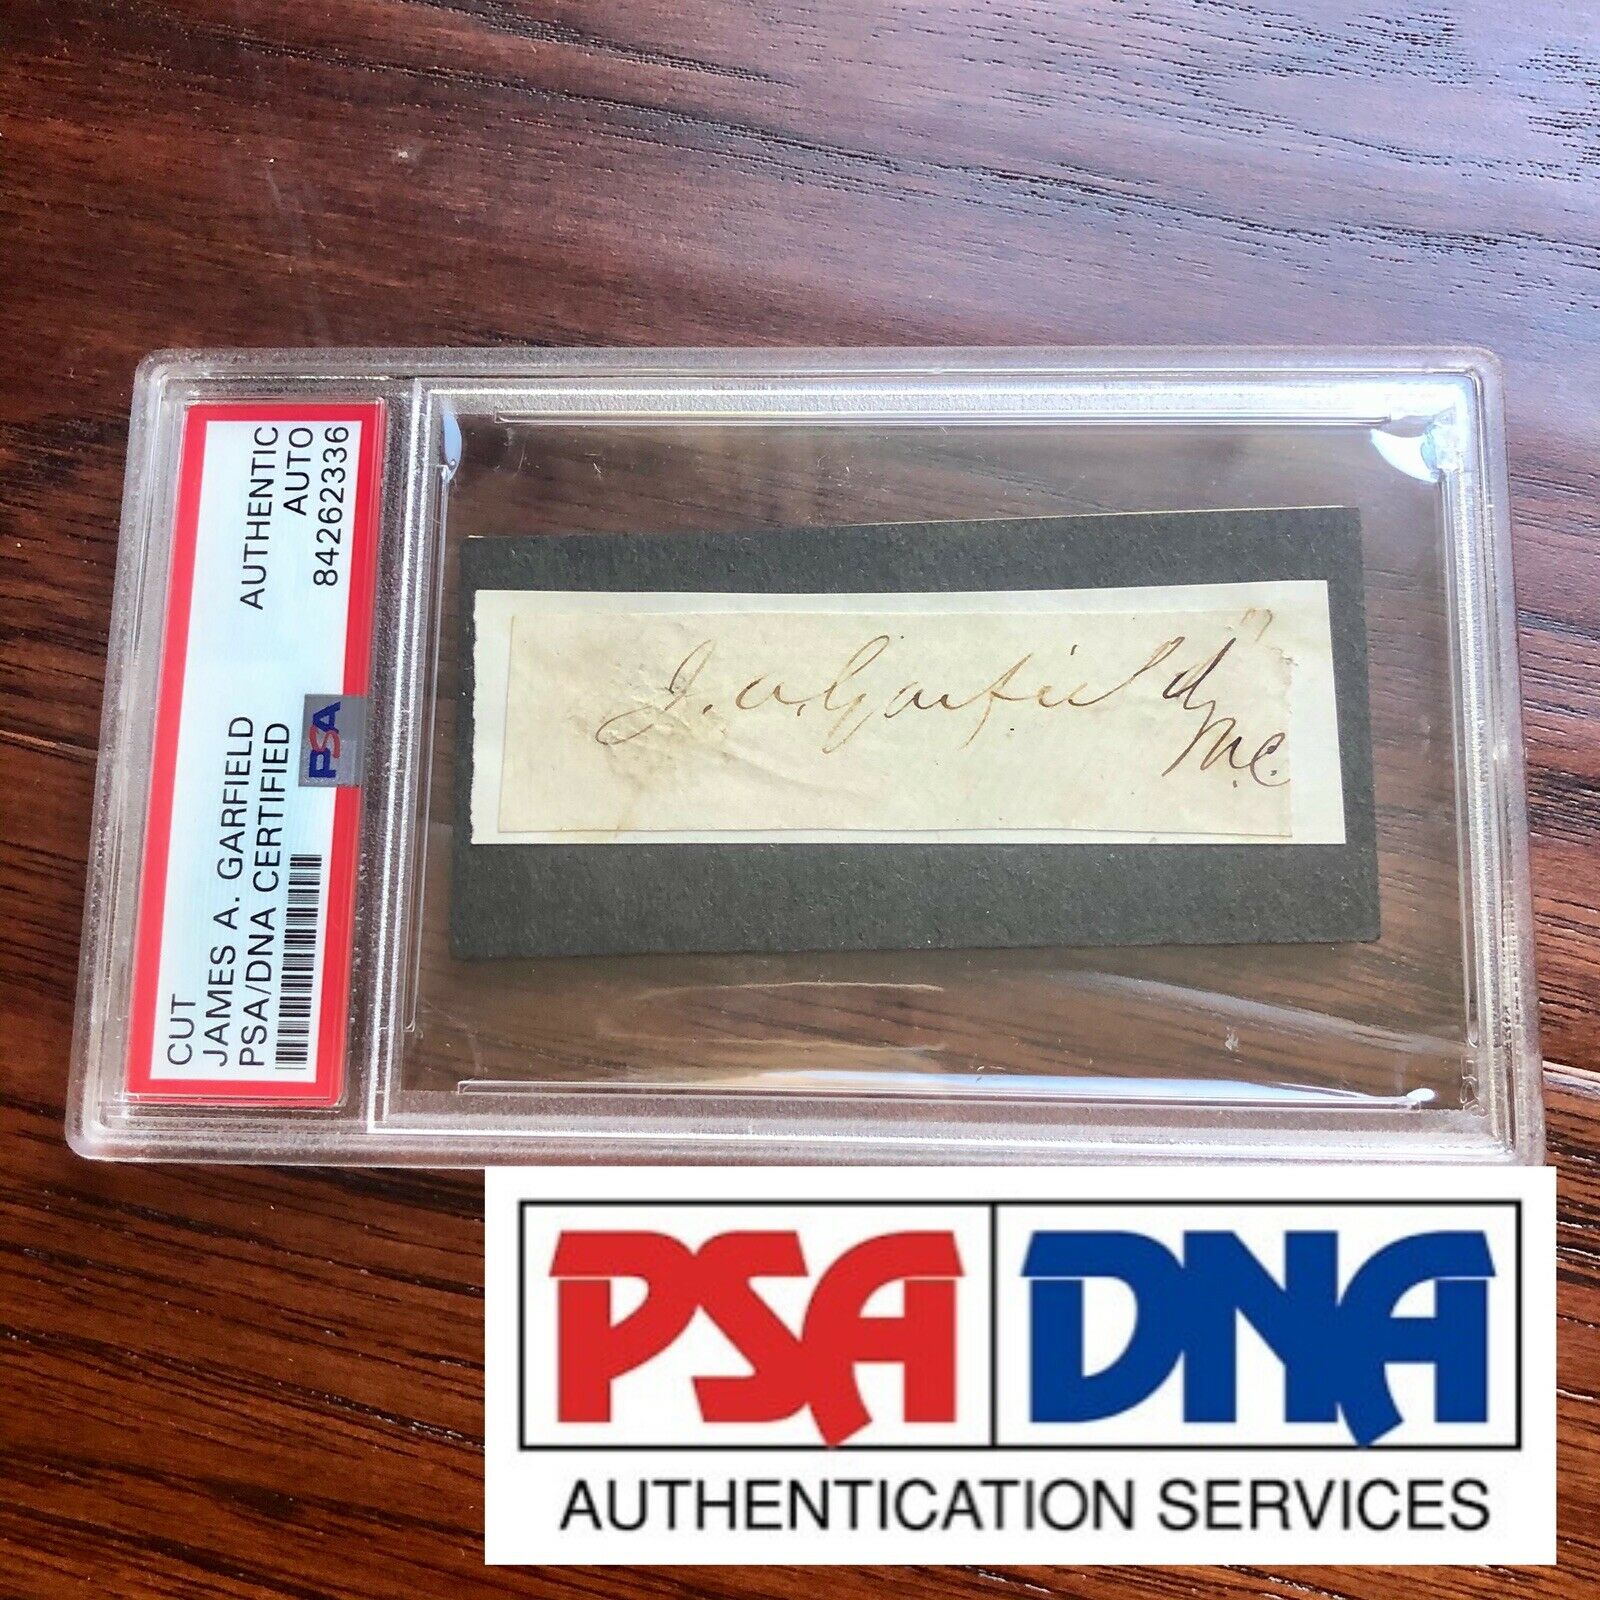 CUT
JAMES A. GARFIELD
PSA/DNA CERTIFIED
AUTHENTIC
AUTO
84262336
PSA
J. A. Garfield
M.C.
PSA DNA
AUTHENTICATION SERVICES